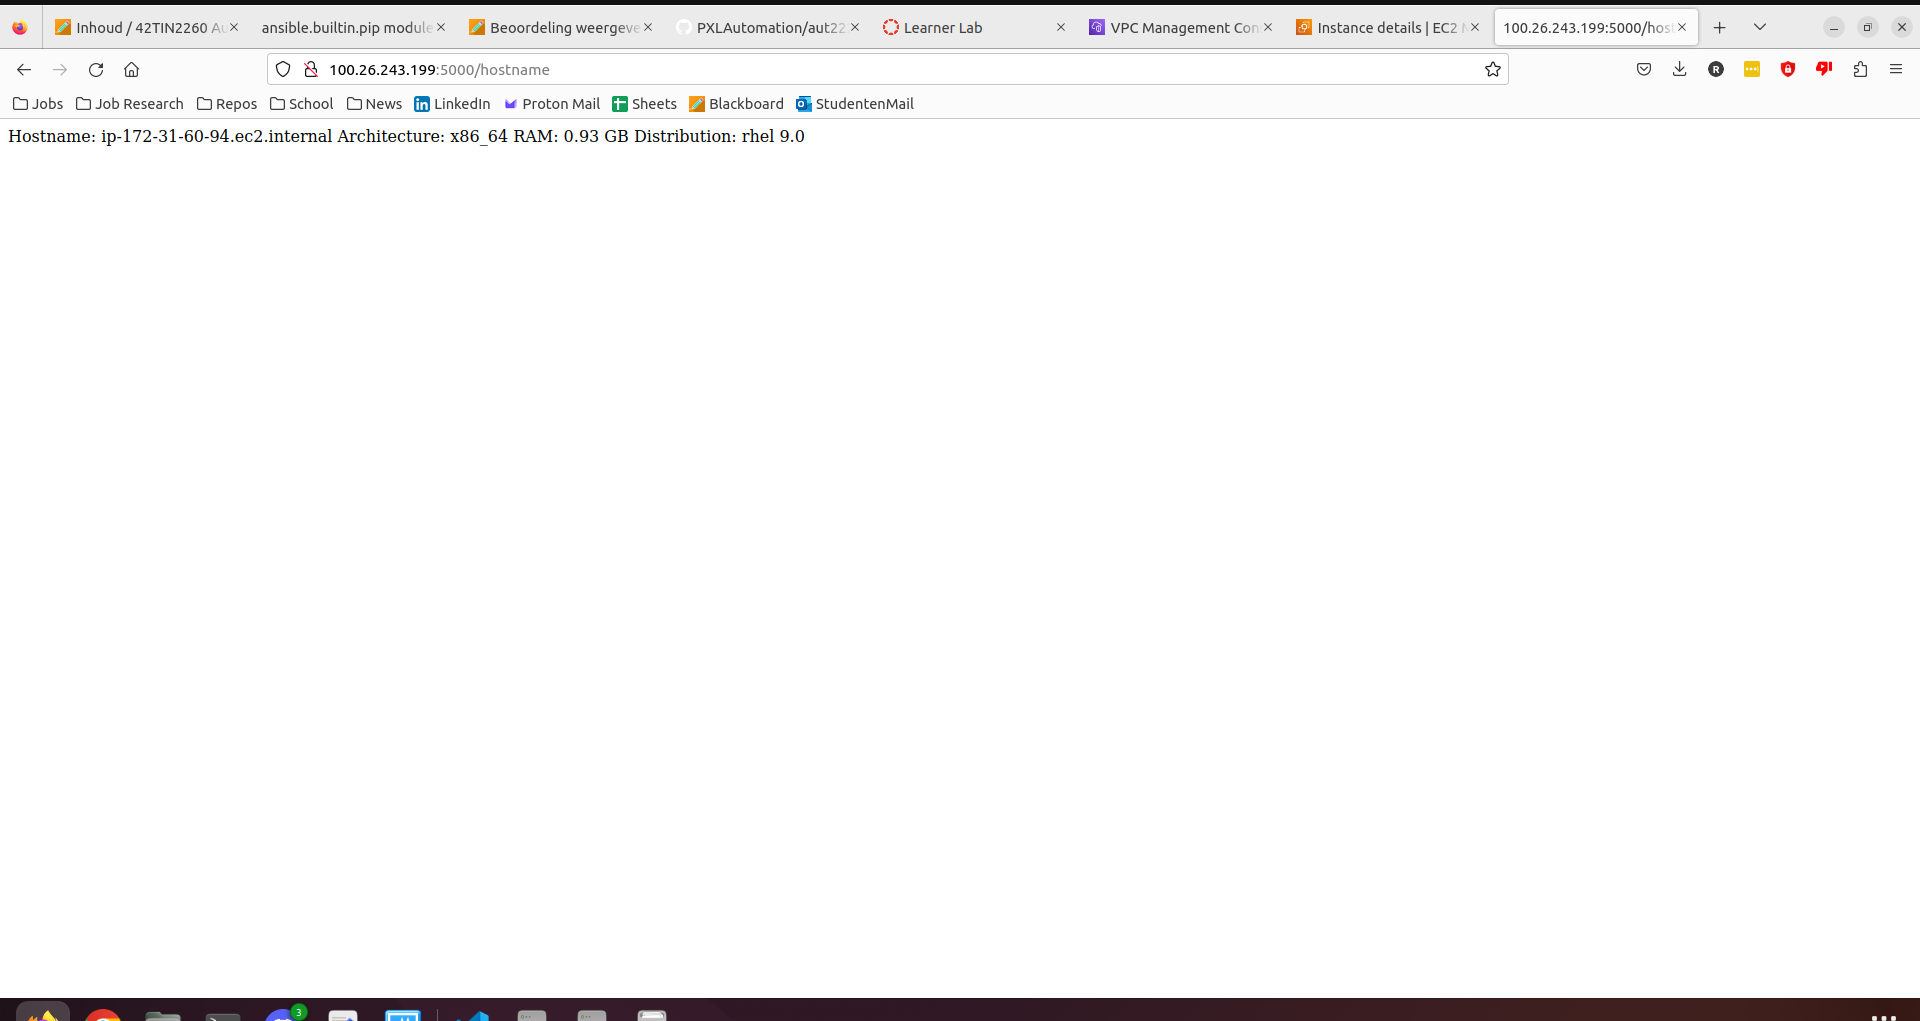 Inhoud / 42TIN2260 Au
ansible.builtin.pip module
Beoordeling weergeve
PXLAutomation/aut22
Learner Lab
VPC Management Con
Instance details | EC2 M
100.26.243.199:5000/host
100.26.243.199:5000/hostname
Jobs Job Research Repos School News LinkedIn Proton Mail Sheets Blackboard StudentenMail
Hostname: ip-172-31-60-94.ec2.internal Architecture: x86_64 RAM: 0.93 GB Distribution: rhel 9.0
3